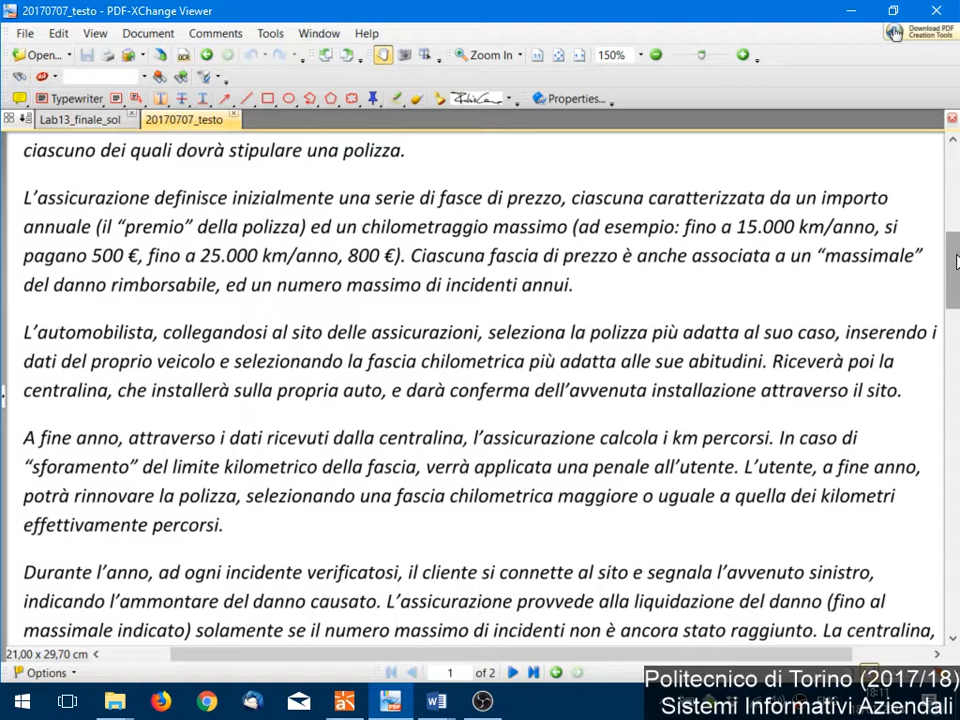 20170707_testo - PDF-XChange Viewer
File Edit View Document Comments Tools Window Help
Download PDF
Creation Tools
Open...
OCR
Zoom In
150%
Typewriter
Properties...
Lab13_finale_sol
20170707_testo
ciascuno dei quali dovrà stipulare una polizza.
L’assicurazione definisce inizialmente una serie di fasce di prezzo, ciascuna caratterizzata da un importo
annuale (il “premio” della polizza) ed un chilometraggio massimo (ad esempio: fino a 15.000 km/anno, si
pagano 500 €, fino a 25.000 km/anno, 800 €). Ciascuna fascia di prezzo è anche associata a un “massimale”
del danno rimborsabile, ed un numero massimo di incidenti annui.
L’automobilista, collegandosi al sito delle assicurazioni, seleziona la polizza più adatta al suo caso, inserendo i
dati del proprio veicolo e selezionando la fascia chilometrica più adatta alle sue abitudini. Riceverà poi la
centralina, che installerà sulla propria auto, e darà conferma dell’avvenuta installazione attraverso il sito.
A fine anno, attraverso i dati ricevuti dalla centralina, l’assicurazione calcola i km percorsi. In caso di
“sforamento” del limite kilometrico della fascia, verrà applicata una penale all’utente. L’utente, a fine anno,
potrà rinnovare la polizza, selezionando una fascia chilometrica maggiore o uguale a quella dei kilometri
effettivamente percorsi.
Durante l’anno, ad ogni incidente verificatosi, il cliente si connette al sito e segnala l’avvenuto sinistro,
indicando l’ammontare del danno causato. L’assicurazione provvede alla liquidazione del danno (fino al
massimale indicato) solamente se il numero massimo di incidenti non è ancora stato raggiunto. La centralina,
21,00 x 29,70 cm
Options
1 of 2
Politecnico di Torino (2017/18)
18:11
Sistemi Informativi Aziendali